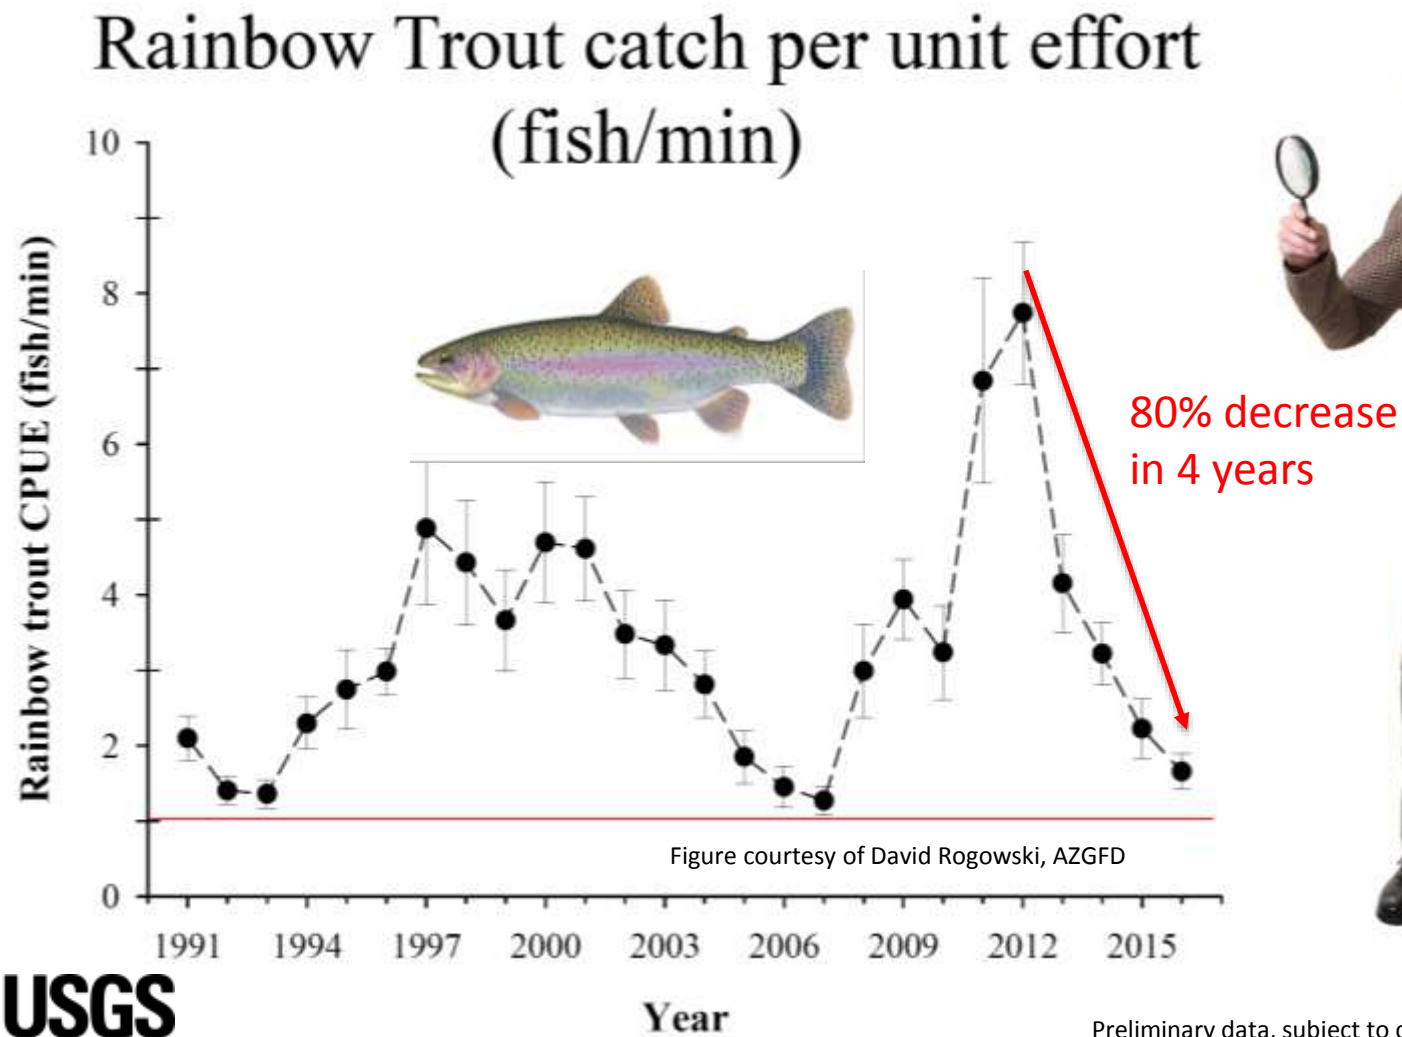 Rainbow Trout catch per unit effort
(fish/min)
Rainbow trout CPUE (fish/min)
10
8
6
4
2
0
80% decrease
in 4 years
Figure courtesy of David Rogowski, AZGFD
1991 1994 1997 2000 2003 2006 2009 2012 2015
Year
USGS
Preliminary data, subject to